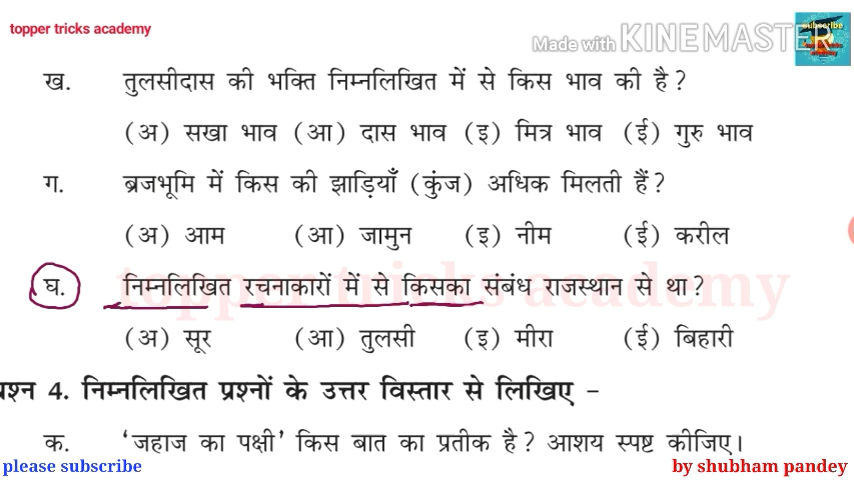 topper tricks academy
Made with KINEMASTER
subscribe
ख. तुलसीदास की भक्ति निम्नलिखित में से किस भाव की है?
(अ) सखा भाव (आ) दास भाव (इ) मित्र भाव (ई) गुरु भाव
ग. ब्रजभूमि में किस की झाड़ियाँ (कुंज) अधिक मिलती हैं?
(अ) आम (आ) जामुन (इ) नीम (ई) करील
topper tricks academy
घ. निम्नलिखित रचनाकारों में से किसका संबंध राजस्थान से था?
(अ) सूर (आ) तुलसी (इ) मीरा (ई) बिहारी
प्रश्न 4. निम्नलिखित प्रश्नों के उत्तर विस्तार से लिखिए -
क. 'जहाज का पक्षी' किस बात का प्रतीक है? आशय स्पष्ट कीजिए।
please subscribe
by shubham pandey